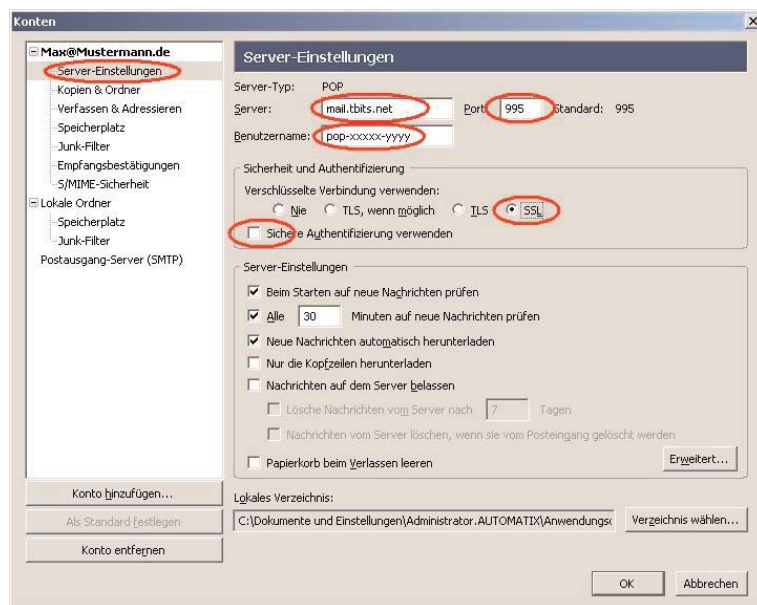 Konten
Max@Mustermann.de
Server-Einstellungen
Kopien & Ordner
Verfassen & Adressieren
Speicherplatz
Junk-Filter
Empfangsbestätigungen
S/MIME-Sicherheit
Lokale Ordner
Speicherplatz
Junk-Filter
Postausgang-Server (SMTP)
Konto hinzufügen...
Als Standard festlegen
Konto entfernen
Server-Einstellungen
Server-Typ: POP
Server: mail.tbits.net Port: 995 Standard: 995
Benutzername: pop-xxxxx-yyyy
Sicherheit und Authentifizierung
Verschlüsselte Verbindung verwenden:
Nie TLS, wenn möglich TLS SSL
Sichere Authentifizierung verwenden
Server-Einstellungen
Beim Starten auf neue Nachrichten prüfen
Alle 30 Minuten auf neue Nachrichten prüfen
Neue Nachrichten automatisch herunterladen
Nur die Kopfzeilen herunterladen
Nachrichten auf dem Server belassen
Lösche Nachrichten vom Server nach 7 Tagen
Nachrichten vom Server löschen, wenn sie vom Posteingang gelöscht werden
Papierkorb beim Verlassen leeren
Erweitert...
Lokales Verzeichnis:
C:\Dokumente und Einstellungen\Administrator.AUTOMATIX\Anwendungs
Verzeichnis wählen...
OK Abbrechen